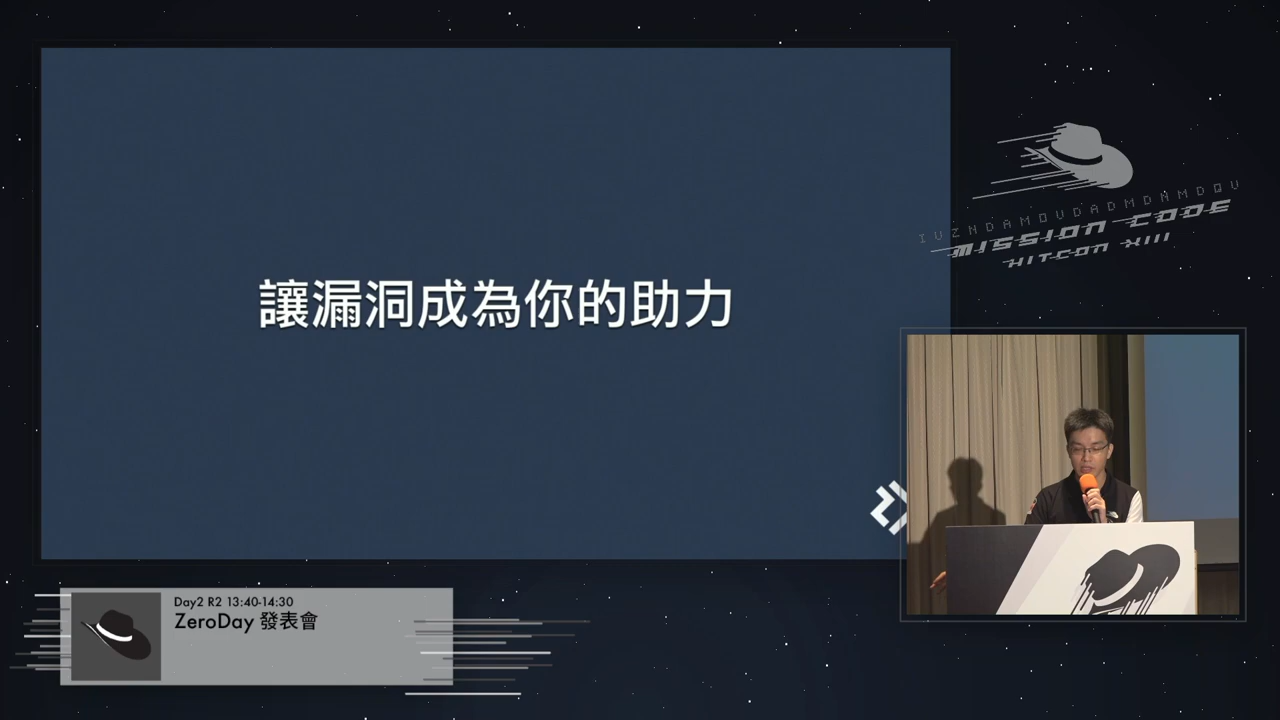 讓漏洞成為你的助力
IVZNDAMOVDADMDNMDQV
MISSION CODE
HITCON XIII
Day2 R2 13:40-14:30
ZeroDay 發表會